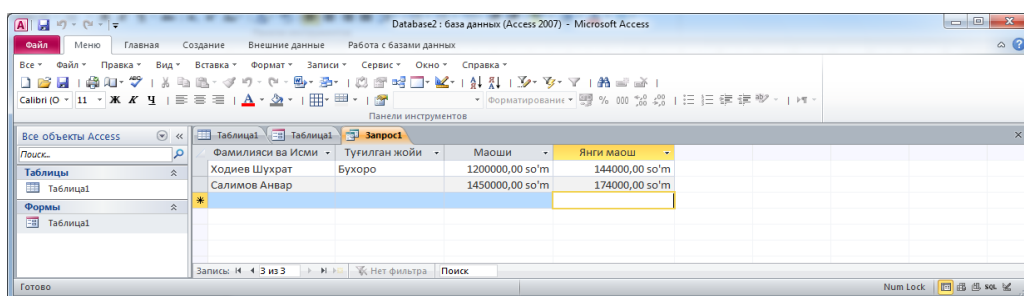 Database2 : база данных (Access 2007) - Microsoft Access
Файл Меню Главная Создание Внешние данные Работа с базами данных
Все Файл Правка Вид Вставка Формат Записи Сервис Окно Справка
Calibri (О 11 Ж К Ч А Форматирование % 000
Панели инструментов
Все объекты Access Таблица1 Таблица1 Запрос1
Поиск... Фамилияси ва Исми Туғилган жойи Маоши Янги маош
Таблицы Ходиев Шухрат Бухоро 1200000,00 so'm 144000,00 so'm
Таблица1 Салимов Анвар 1450000,00 so'm 174000,00 so'm
Формы
Таблица1
Запись: 3 из 3 Нет фильтра Поиск
Готово Num Lock SQL